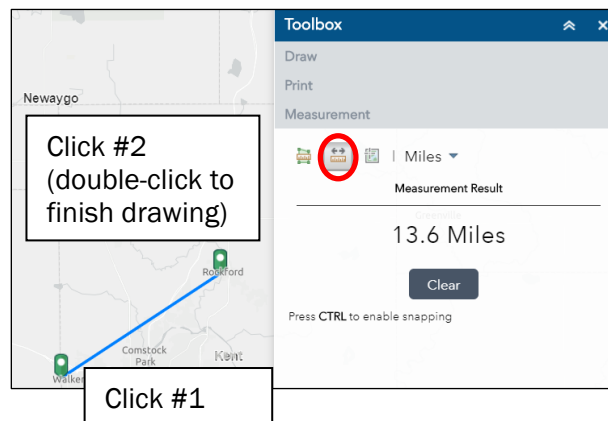 Toolbox
Draw
Print
Measurement
Miles
Measurement Result
13.6 Miles
Clear
Press CTRL to enable snapping
Newaygo
Click #2
(double-click to
finish drawing)
Rockford
Comstock
Park
Kent
Walker
Click #1